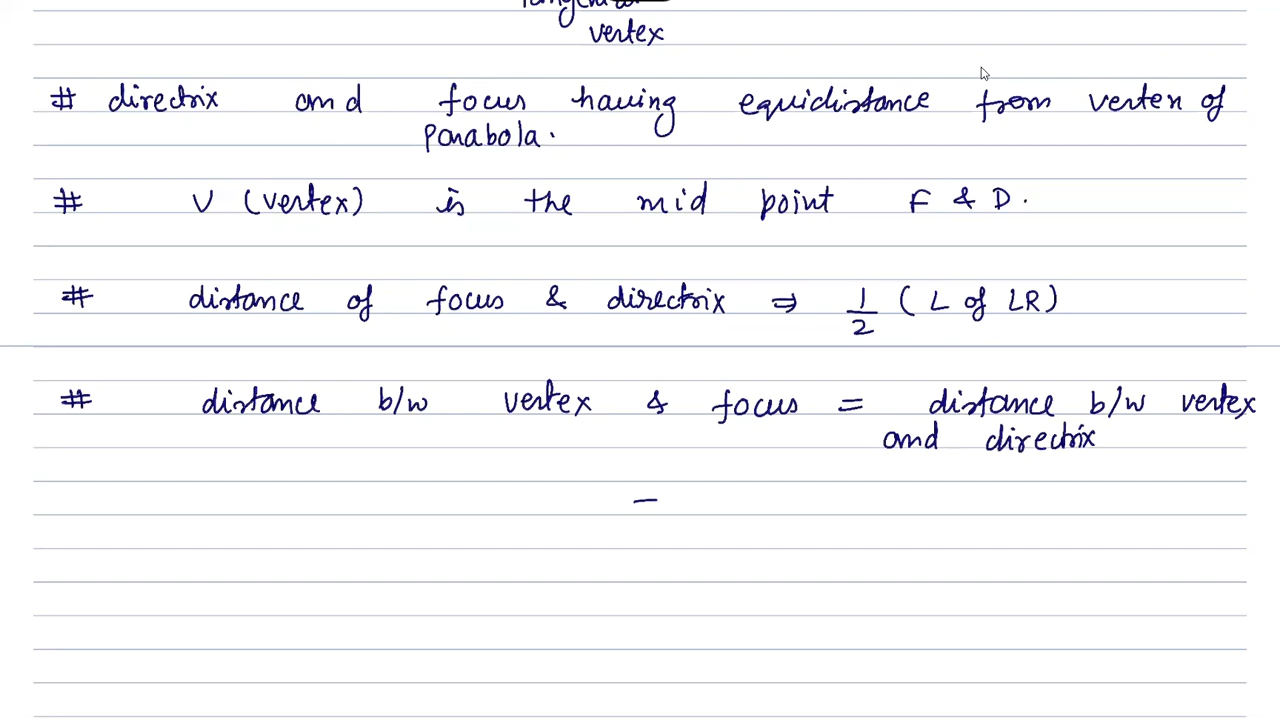 vertex
# directrix and focus having equidistance from vertex of
parabola.
# V (vertex) is the mid point F & D.
# distance of focus & directrix ⇒ 1/2 ( L of LR)
# distance b/w vertex & focus = distance b/w vertex
and directrix